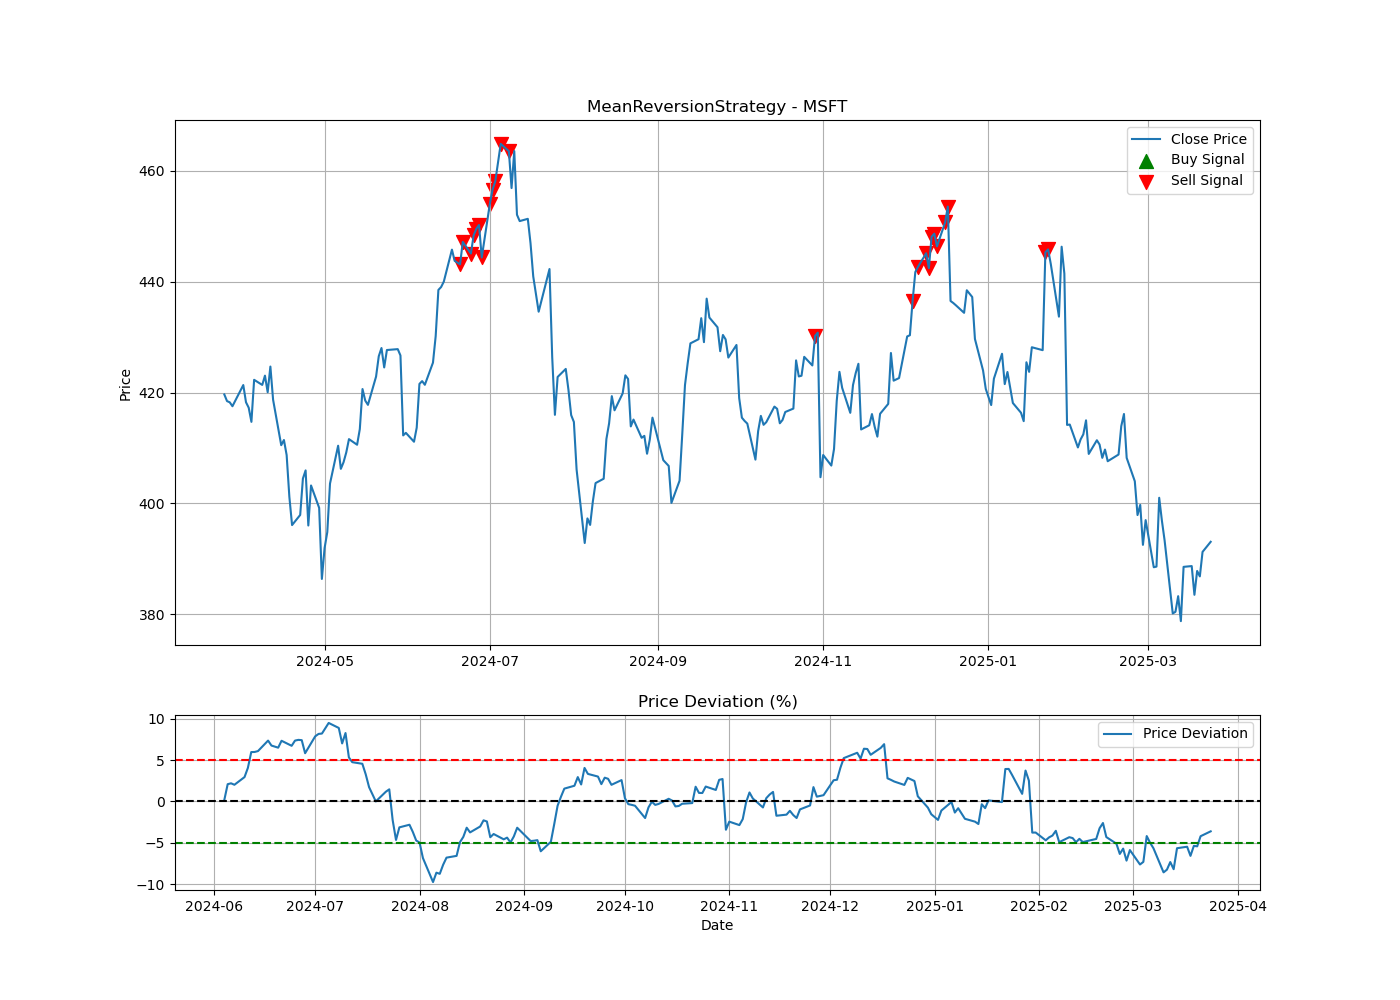 MeanReversionStrategy - MSFT
Close Price
Buy Signal
Sell Signal
Price
460
440
420
400
380
2024-05 2024-07 2024-09 2024-11 2025-01 2025-03
Price Deviation (%)
Price Deviation
10
5
0
−5
−10
2024-06 2024-07 2024-08 2024-09 2024-10 2024-11 2024-12 2025-01 2025-02 2025-03 2025-04
Date